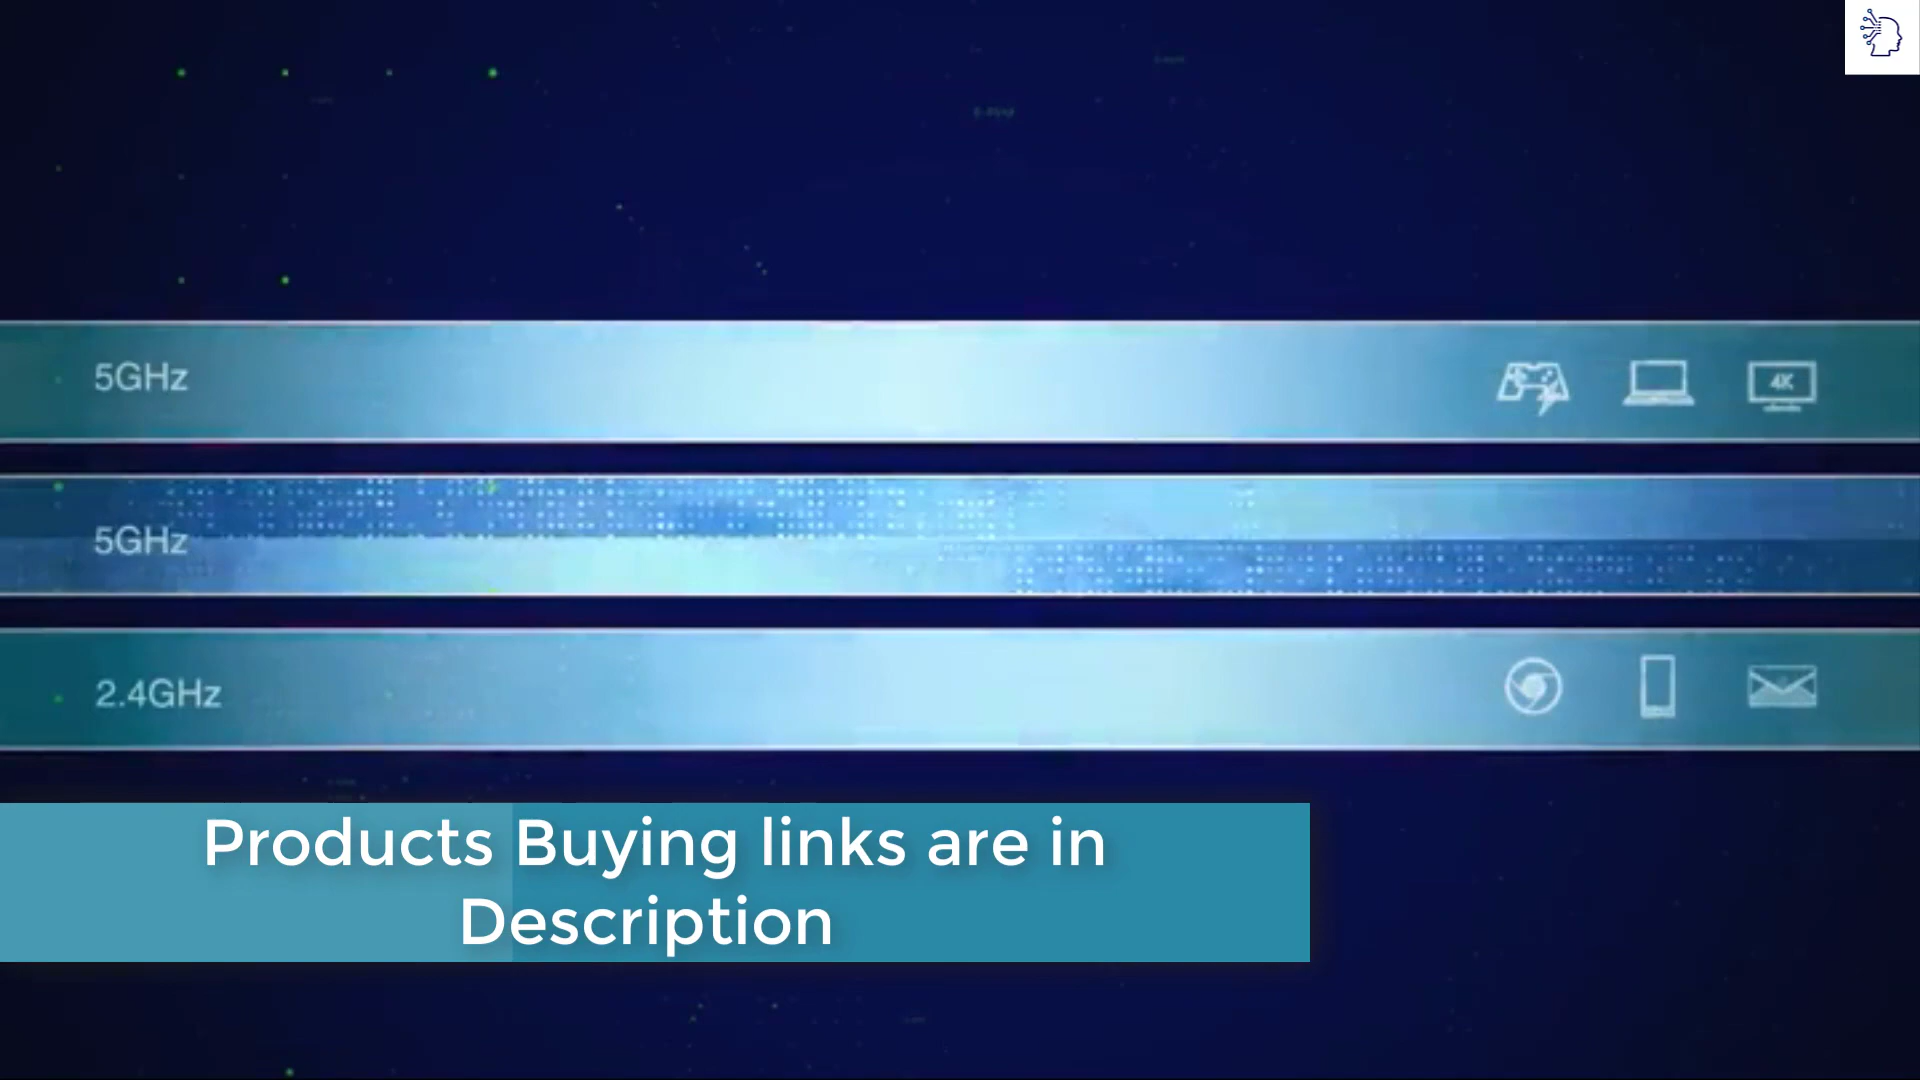 5GHz
4K
5GHz
2.4GHz
Products Buying links are in
Description